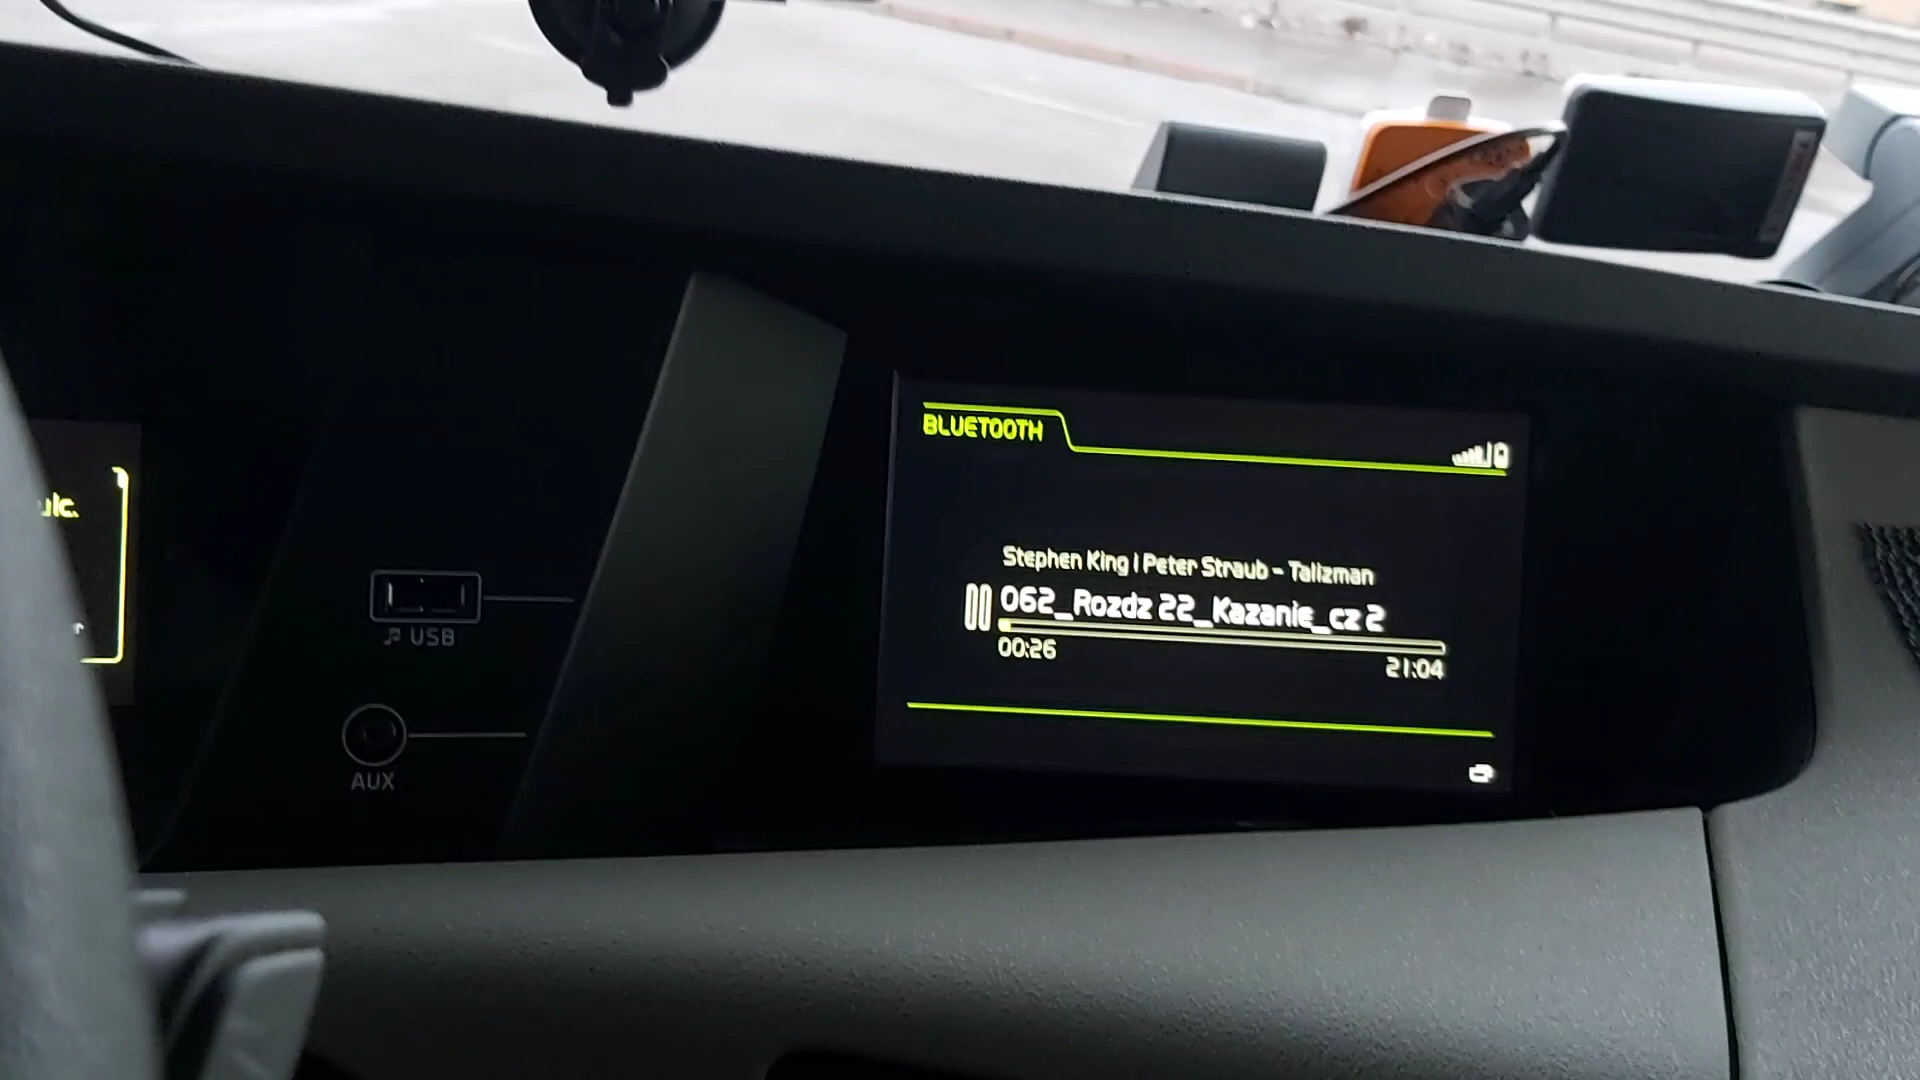 BLUETOOTH
Stephen King I Peter Straub - Talizman
062_Rozdz 22_Kazanie_cz 2
00:26
21:04
USB
AUX